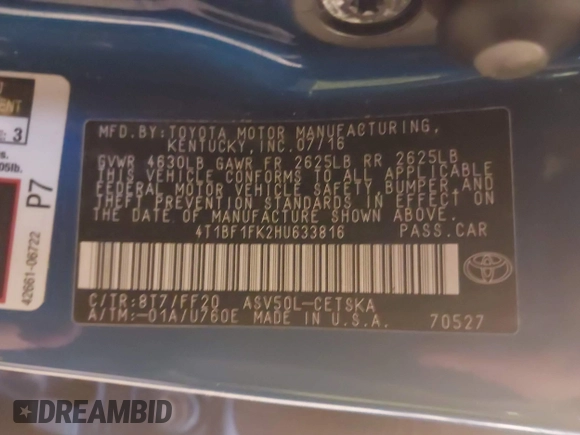 MFD.BY:TOYOTA MOTOR MANUFACTURING,
KENTUCKY,INC.07/16
GVWR 4630LB GAWR FR 2625LB RR 2625LB
THIS VEHICLE CONFORMS TO ALL APPLICABLE
FEDERAL MOTOR VEHICLE SAFETY, BUMPER,AND
THEFT PREVENTION STANDARDS IN EFFECT ON
THE DATE OF MANUFACTURE SHOWN ABOVE.
4T1BF1FK2HU633816 PASS.CAR
C/TR:8T7/FF20 ASV50L-CETSKA
A/TM:-01A/U760E MADE IN U.S.A. 70527
TOYOTA
3
P7
42661-06722
DREAMBID